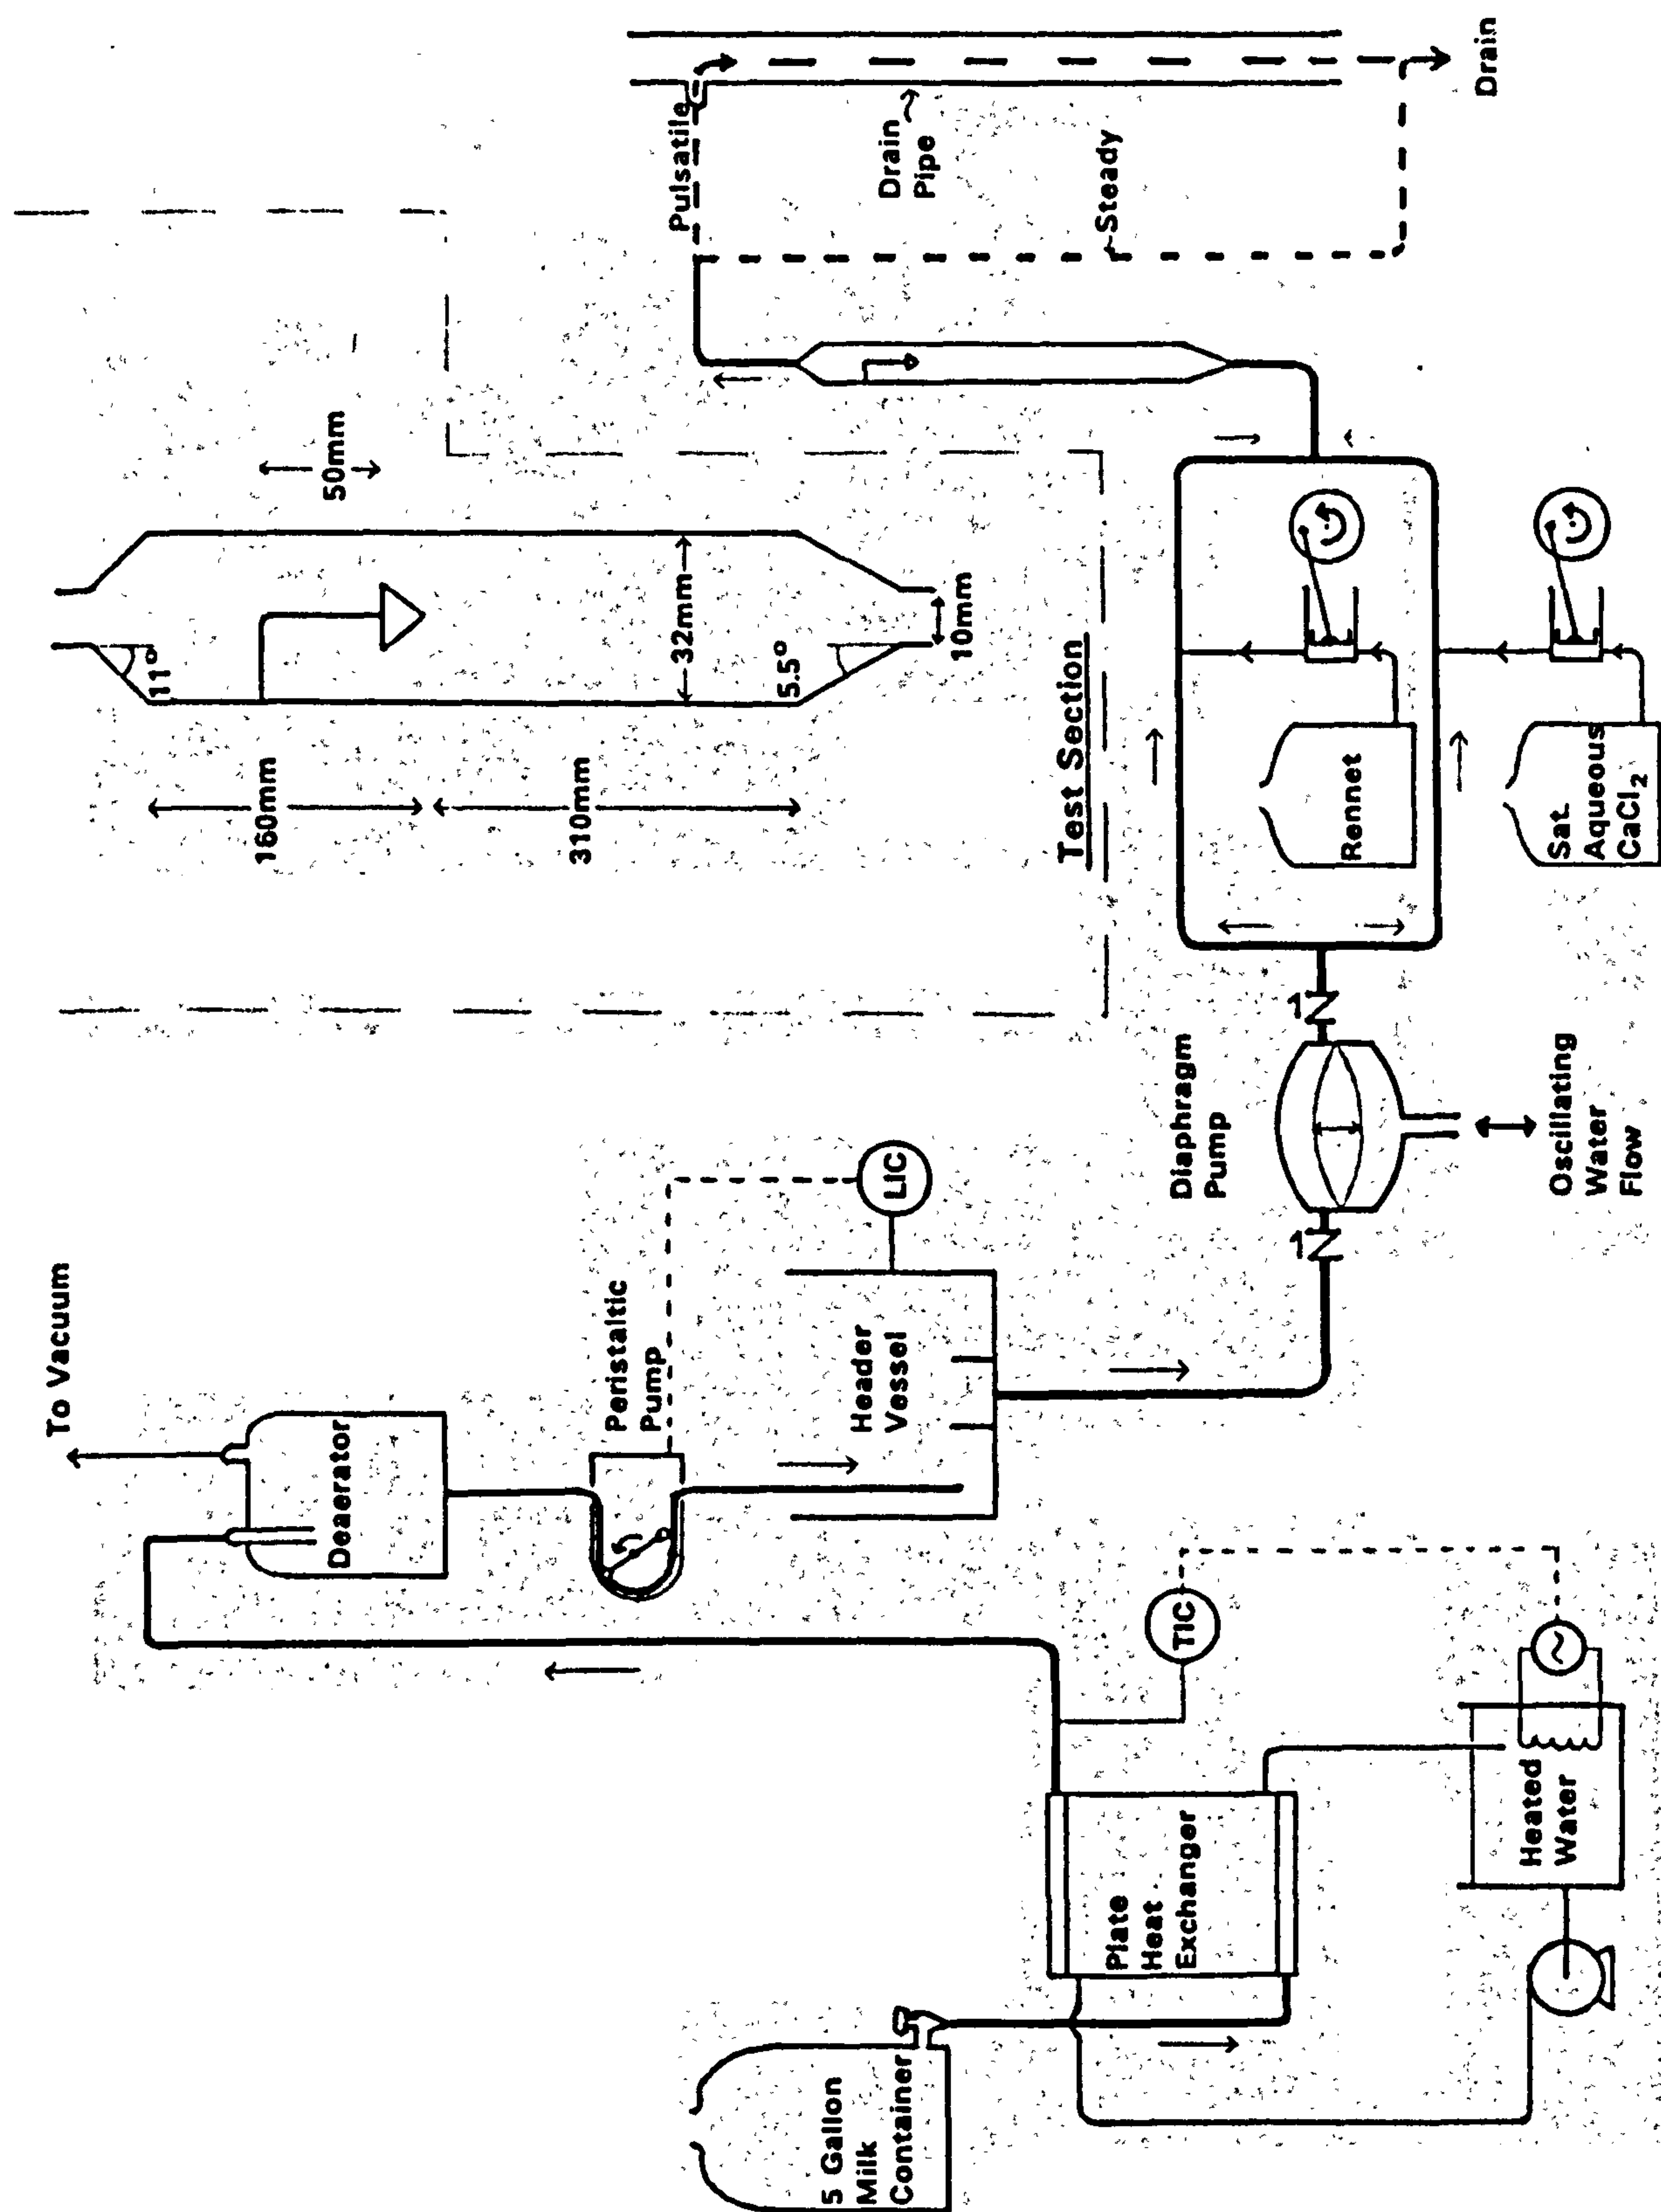 To Vacuum
Deaerator
Peristaltic
Pump
LIC
Header
Vessel
5 Gallon
Milk
Container
Plate
Heat
Exchanger
TIC
Heated
Water
Diaphragm
Pump
Oscillating
Water
Flow
160mm
310mm
11°
5.5°
32mm
10mm
50mm
Test Section
Rennet
Sat.
Aqueous
CaCl₂
Pulsatile
Drain
Pipe
Steady
Drain